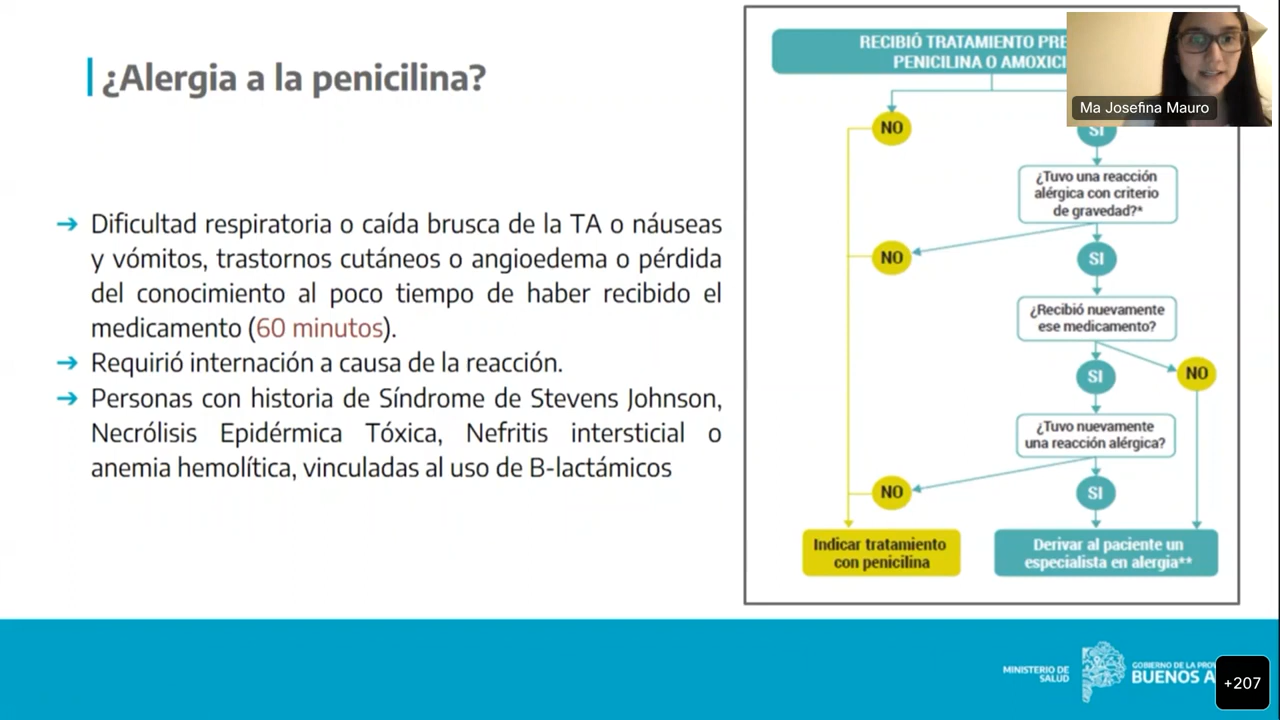 ¿Alergia a la penicilina?
Dificultad respiratoria o caída brusca de la TA o náuseas
y vómitos, trastornos cutáneos o angioedema o pérdida
del conocimiento al poco tiempo de haber recibido el
medicamento (60 minutos).
Requirió internación a causa de la reacción.
Personas con historia de Síndrome de Stevens Johnson,
Necrólisis Epidérmica Tóxica, Nefritis intersticial o
anemia hemolítica, vinculadas al uso de B-lactámicos
RECIBIÓ TRATAMIENTO PRE
PENICILINA O AMOXICI
Ma Josefina Mauro
NO
SI
¿Tuvo una reacción
alérgica con criterio
de gravedad?*
NO
SI
¿Recibió nuevamente
ese medicamento?
SI
NO
¿Tuvo nuevamente
una reacción alérgica?
NO
SI
Indicar tratamiento
con penicilina
Derivar al paciente un
especialista en alergia**
MINISTERIO DE
SALUD
GOBIERNO DE LA PROV
BUENOS A
+207